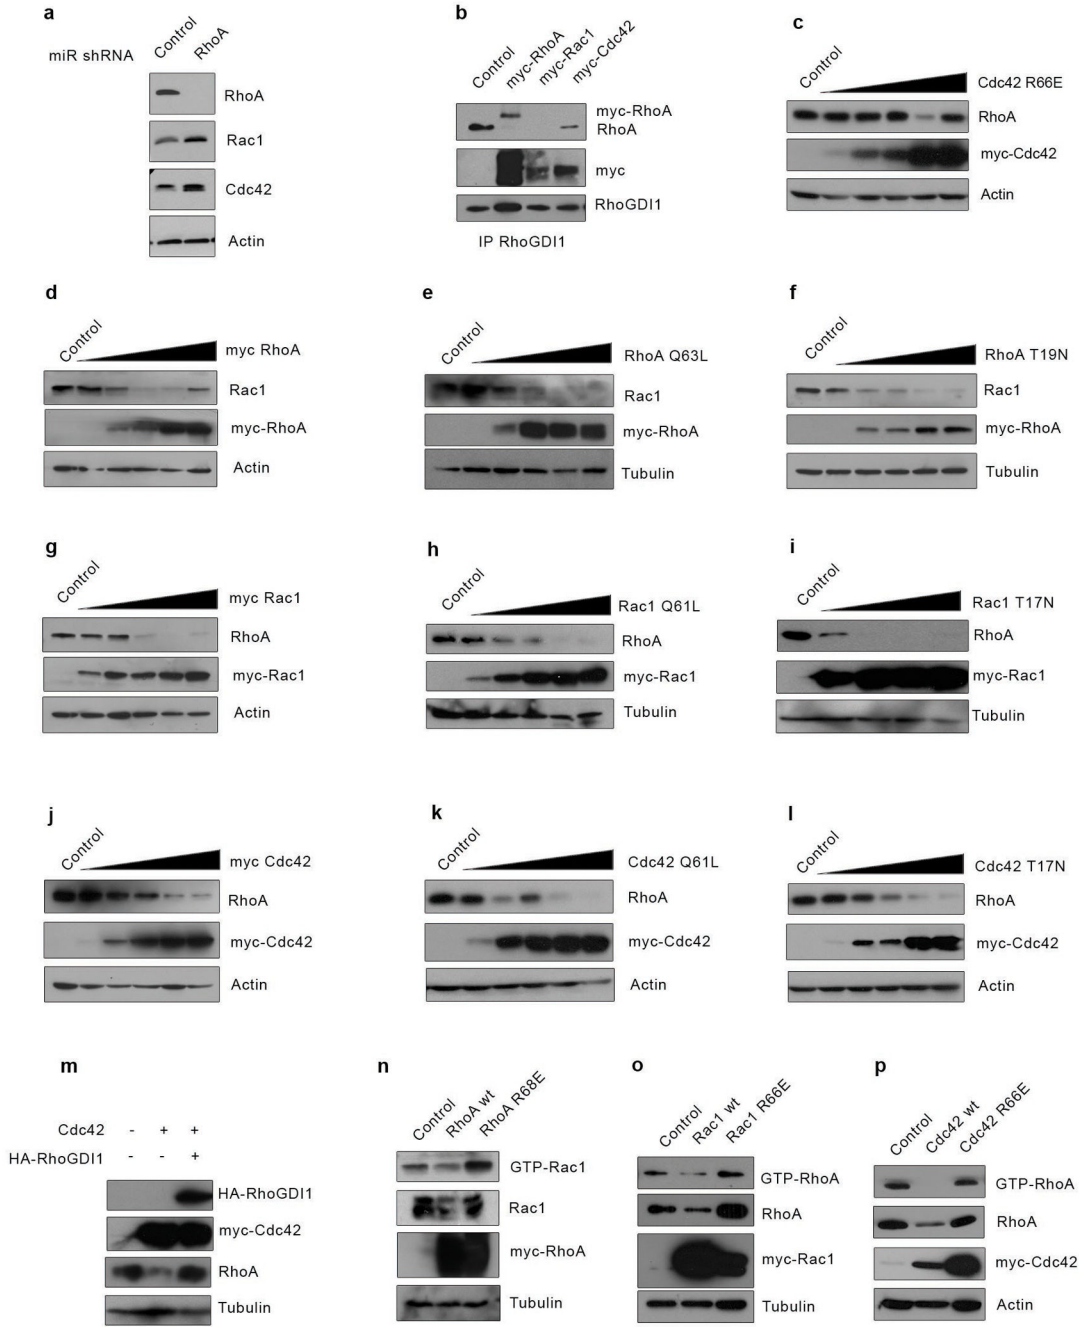 a
miR shRNA
Control
RhoA
RhoA
Rac1
Cdc42
Actin
b
Control
myc-RhoA
myc-Rac1
myc-Cdc42
myc-RhoA
RhoA
myc
RhoGDI1
IP RhoGDI1
c
Control
Cdc42 R66E
RhoA
myc-Cdc42
Actin
d
Control
myc RhoA
Rac1
myc-RhoA
Actin
e
Control
RhoA Q63L
Rac1
myc-RhoA
Tubulin
f
Control
RhoA T19N
Rac1
myc-RhoA
Tubulin
g
Control
myc Rac1
RhoA
myc-Rac1
Actin
h
Control
Rac1 Q61L
RhoA
myc-Rac1
Tubulin
i
Control
Rac1 T17N
RhoA
myc-Rac1
Tubulin
j
Control
myc Cdc42
RhoA
myc-Cdc42
Actin
k
Control
Cdc42 Q61L
RhoA
myc-Cdc42
Actin
l
Control
Cdc42 T17N
RhoA
myc-Cdc42
Actin
m
Cdc42 - + +
HA-RhoGDI1 - - +
HA-RhoGDI1
myc-Cdc42
RhoA
Tubulin
n
Control
RhoA wt
RhoA R68E
GTP-Rac1
Rac1
myc-RhoA
Tubulin
o
Control
Rac1 wt
Rac1 R66E
GTP-RhoA
RhoA
myc-Rac1
Tubulin
p
Control
Cdc42 wt
Cdc42 R66E
GTP-RhoA
RhoA
myc-Cdc42
Actin